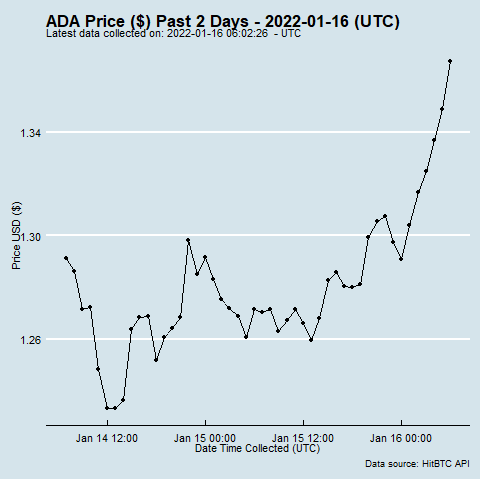 ADA Price ($) Past 2 Days - 2022-01-16 (UTC)
Latest data collected on: 2022-01-16 06:02:26  - UTC
1.34
1.30
1.26
Price USD ($)
Jan 14 12:00
Jan 15 00:00
Jan 15 12:00
Jan 16 00:00
Date Time Collected (UTC)
Data source: HitBTC API